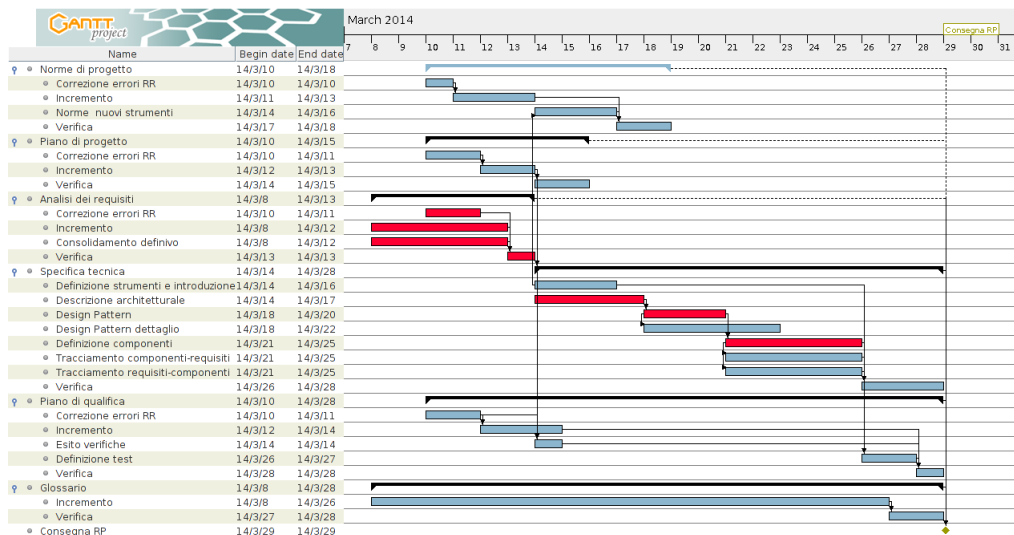 GANTT
project
March 2014
Consegna RP
7 8 9 10 11 12 13 14 15 16 17 18 19 20 21 22 23 24 25 26 27 28 29 30 31
Name Begin date End date
Norme di progetto 14/3/10 14/3/18
Correzione errori RR 14/3/10 14/3/10
Incremento 14/3/11 14/3/13
Norme nuovi strumenti 14/3/14 14/3/16
Verifica 14/3/17 14/3/18
Piano di progetto 14/3/10 14/3/15
Correzione errori RR 14/3/10 14/3/11
Incremento 14/3/12 14/3/13
Verifica 14/3/14 14/3/15
Analisi dei requisiti 14/3/8 14/3/13
Correzione errori RR 14/3/10 14/3/11
Incremento 14/3/8 14/3/12
Consolidamento definivo 14/3/8 14/3/12
Verifica 14/3/13 14/3/13
Specifica tecnica 14/3/14 14/3/28
Definizione strumenti e introduzione 14/3/14 14/3/16
Descrizione architetturale 14/3/14 14/3/17
Design Pattern 14/3/18 14/3/20
Design Pattern dettaglio 14/3/18 14/3/22
Definizione componenti 14/3/21 14/3/25
Tracciamento componenti-requisiti 14/3/21 14/3/25
Tracciamento requisiti-componenti 14/3/21 14/3/25
Verifica 14/3/26 14/3/28
Piano di qualifica 14/3/10 14/3/28
Correzione errori RR 14/3/10 14/3/11
Incremento 14/3/12 14/3/14
Esito verifiche 14/3/14 14/3/14
Definizione test 14/3/26 14/3/27
Verifica 14/3/28 14/3/28
Glossario 14/3/8 14/3/28
Incremento 14/3/8 14/3/26
Verifica 14/3/27 14/3/28
Consegna RP 14/3/29 14/3/29